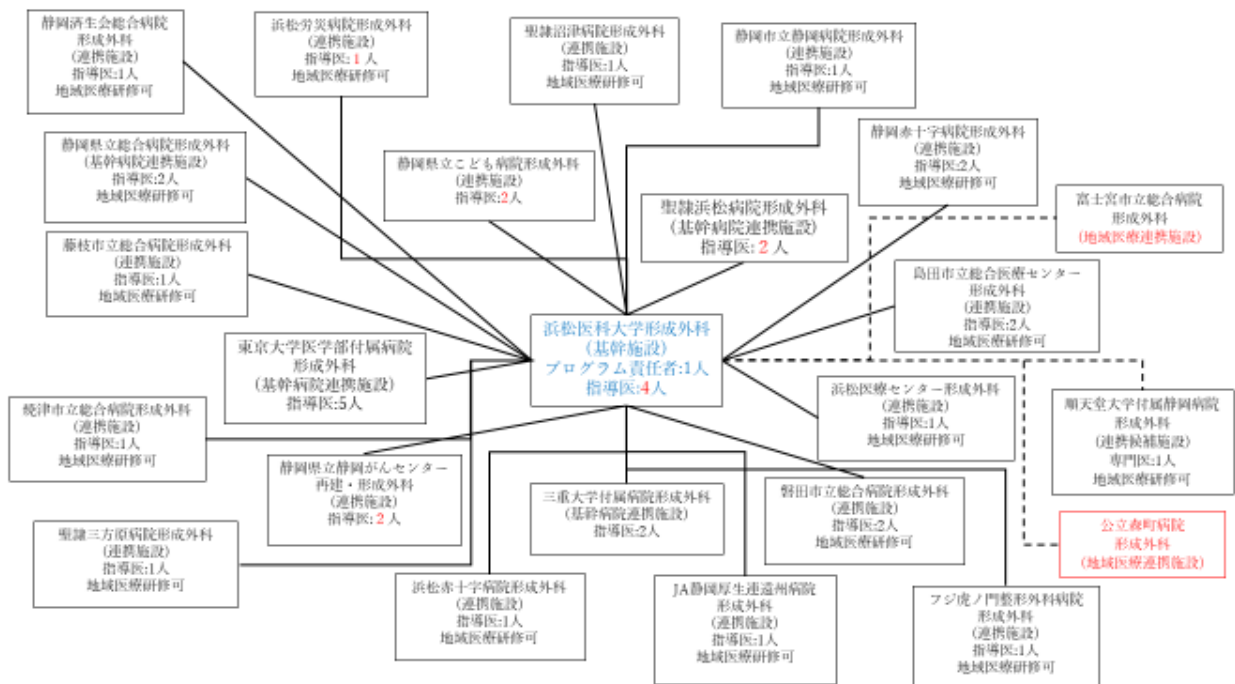 静岡済生会総合病院
形成外科
(連携施設)
指導医:1人
地域医療研修可
浜松労災病院形成外科
(連携施設)
指導医: 1 人
地域医療研修可
聖隷沼津病院形成外科
(連携施設)
指導医:1人
地域医療研修可
静岡市立静岡病院形成外科
(連携施設)
指導医:1人
地域医療研修可
静岡県立総合病院形成外科
(基幹病院連携施設)
指導医:2人
地域医療研修可
静岡県立こども病院形成外科
(連携施設)
指導医:2人
静岡赤十字病院形成外科
(連携施設)
指導医:2人
地域医療研修可
聖隷浜松病院形成外科
(基幹病院連携施設)
指導医: 2 人
富士宮市立総合病院
形成外科
(地域医療連携施設)
藤枝市立総合病院形成外科
(連携施設)
指導医:1人
地域医療研修可
島田市立総合医療センター
形成外科
(連携施設)
指導医:2人
地域医療研修可
浜松医科大学形成外科
(基幹施設)
プログラム責任者:1人
指導医:4人
東京大学医学部付属病院
形成外科
(基幹病院連携施設)
指導医:5人
浜松医療センター形成外科
(連携施設)
指導医:1人
地域医療研修可
順天堂大学付属静岡病院
形成外科
(連携候補施設)
専門医:1人
地域医療研修可
焼津市立総合病院形成外科
(連携施設)
指導医:1人
地域医療研修可
静岡県立静岡がんセンター
再建・形成外科
(連携施設)
指導医: 2 人
三重大学付属病院形成外科
(基幹病院連携施設)
指導医:2人
磐田市立総合病院形成外科
(連携施設)
指導医:2人
地域医療研修可
公立森町病院
形成外科
(地域医療連携施設)
聖隷三方原病院形成外科
(連携施設)
指導医:1人
地域医療研修可
浜松赤十字病院形成外科
(連携施設)
指導医:1人
地域医療研修可
JA静岡厚生連遠州病院
形成外科
(連携施設)
指導医:1人
地域医療研修可
フジ虎ノ門整形外科病院
形成外科
(連携施設)
指導医:1人
地域医療研修可